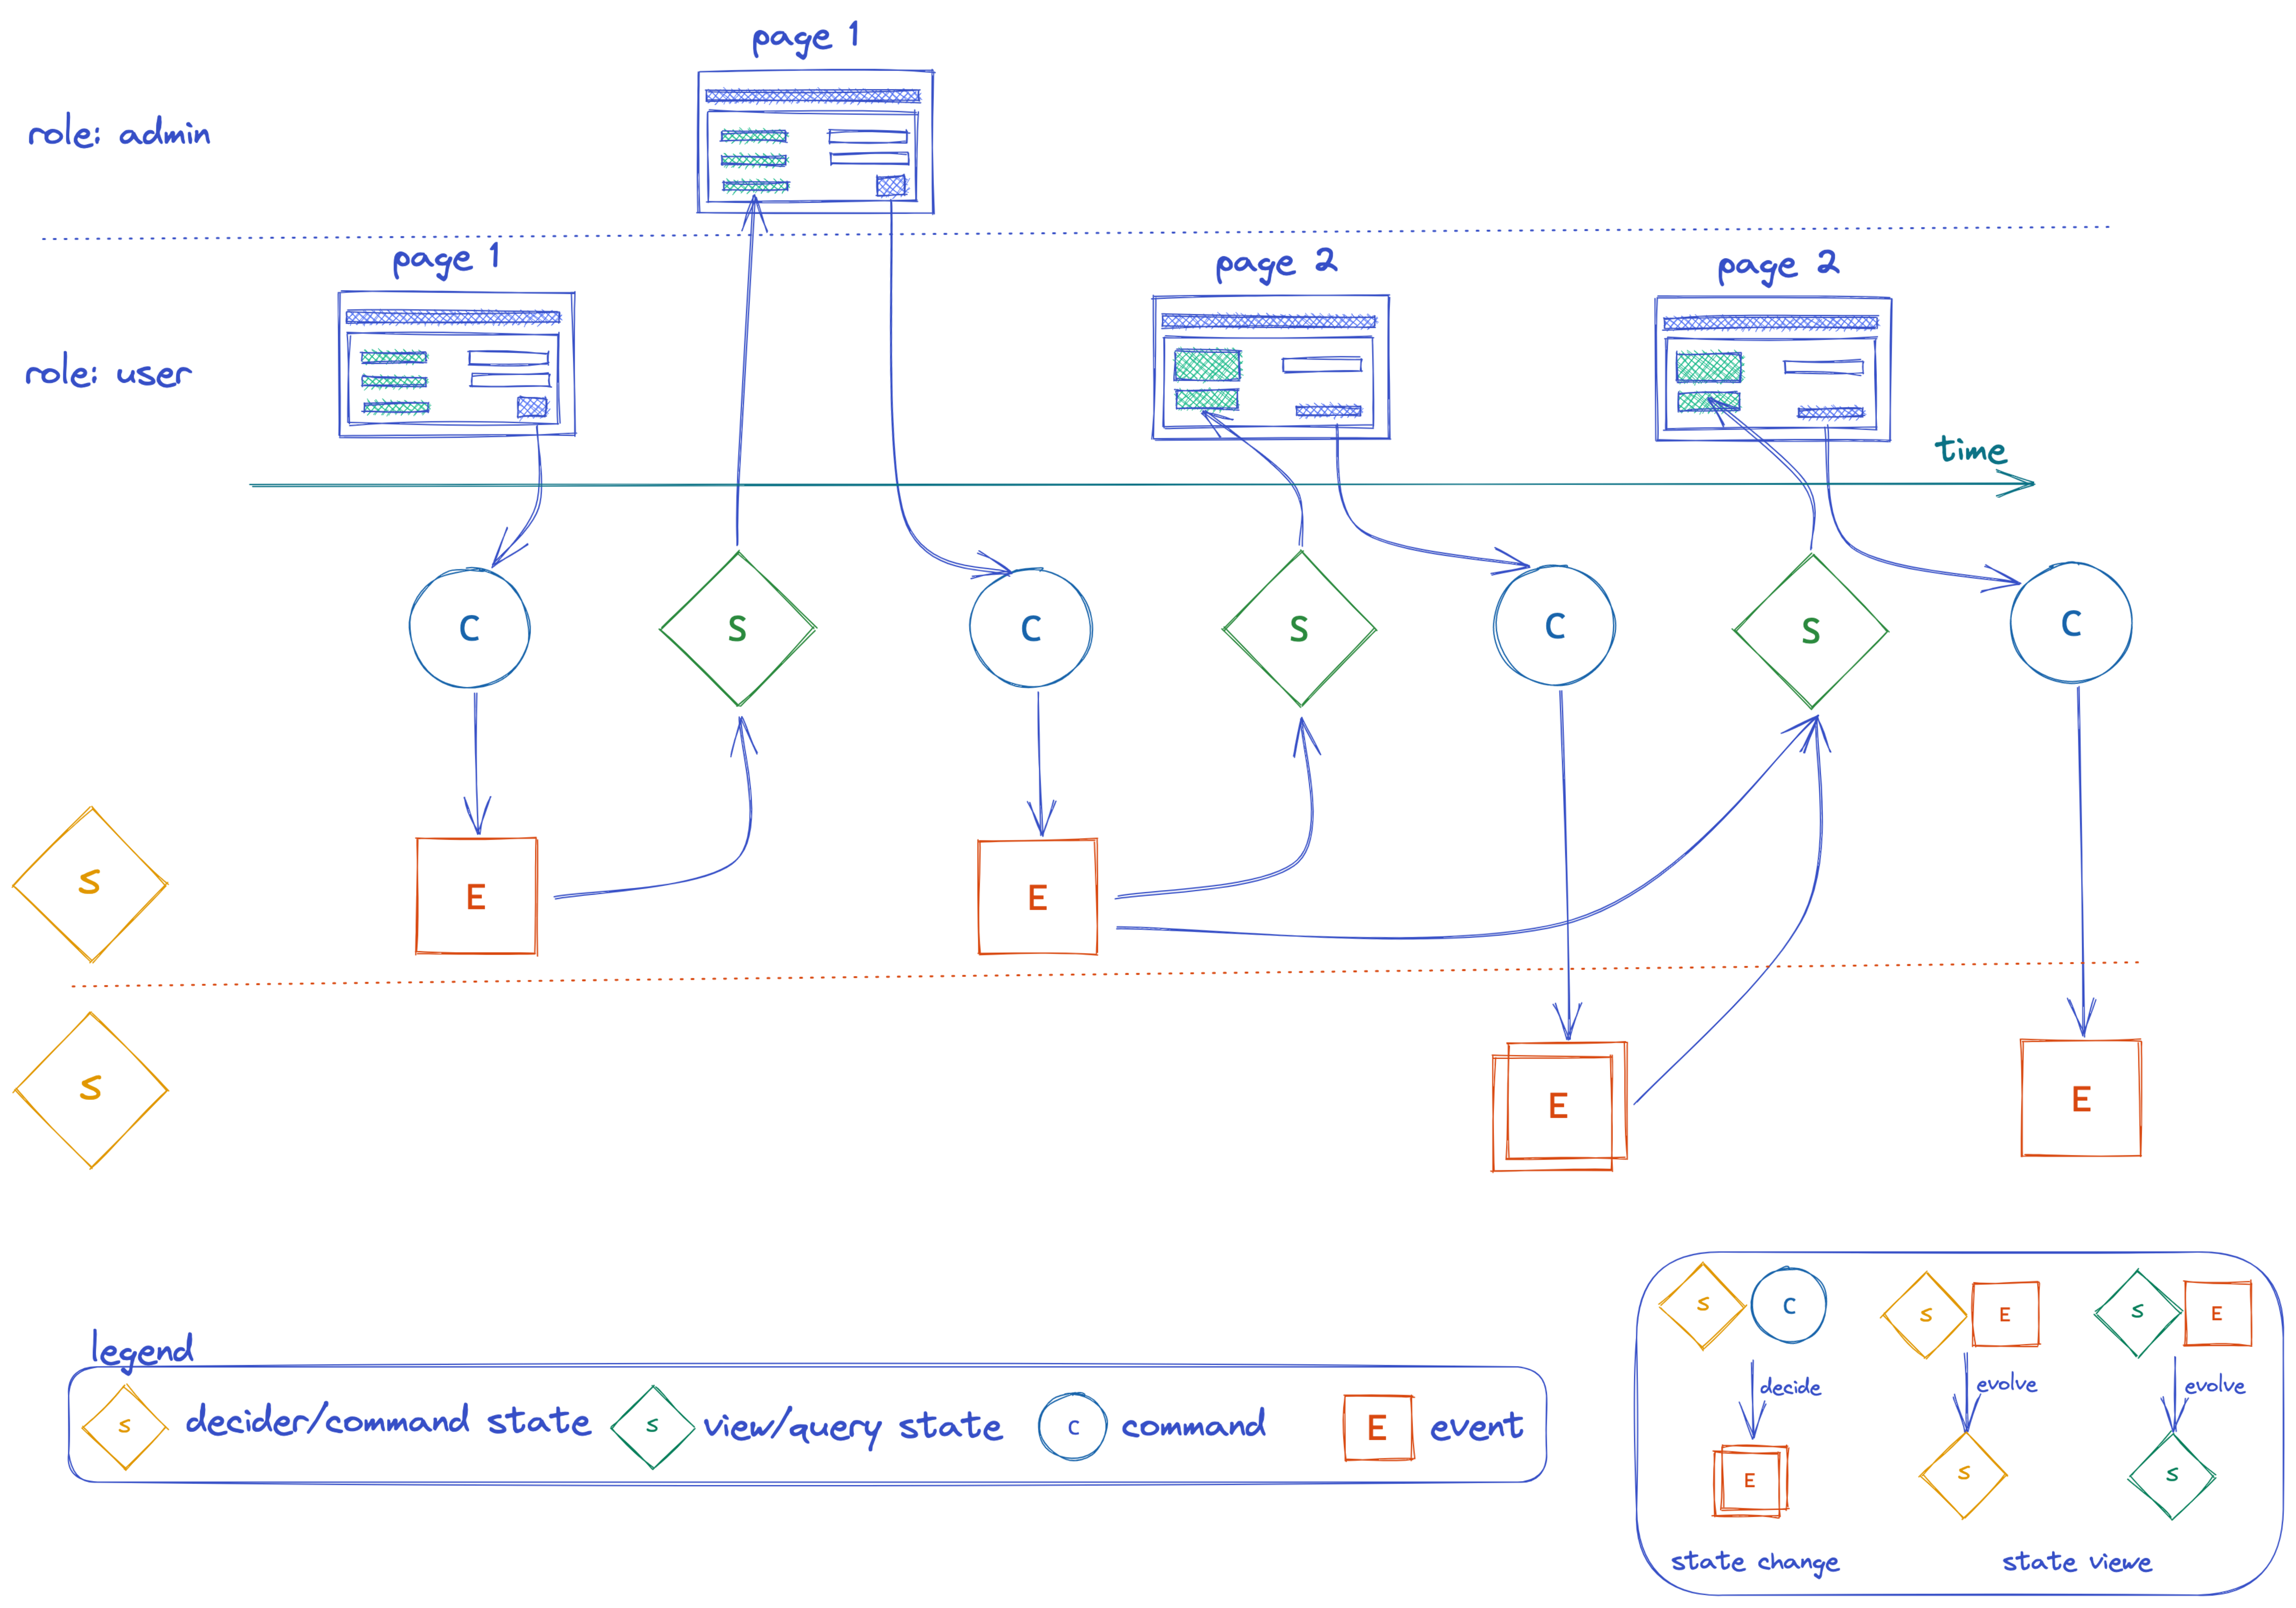 page 1
role: admin
page 1
page 2
page 2
role: user
time
C
S
C
S
C
S
C
S
E
E
S
E
E
legend
S decider/command state
S view/query state
C command
E event
S C
S E
S E
decide
evolve
evolve
E
S
S
state change
state viewe